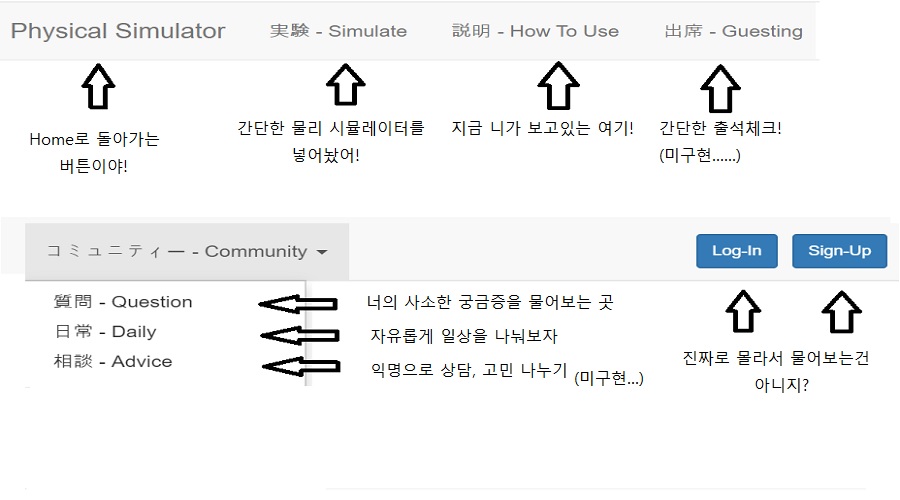 Physical Simulator
実験 - Simulate
説明 - How To Use
出席 - Guesting
Home로 돌아가는
버튼이야!
간단한 물리 시뮬레이터를
넣어놨어!
지금 니가 보고있는 여기!
간단한 출석체크!
(미구현......)
コミュニティー - Community
Log-In
Sign-Up
質問 - Question
너의 사소한 궁금증을 물어보는 곳
日常 - Daily
자유롭게 일상을 나눠보자
相談 - Advice
익명으로 상담, 고민 나누기 (미구현...)
진짜로 몰라서 물어보는건
아니지?